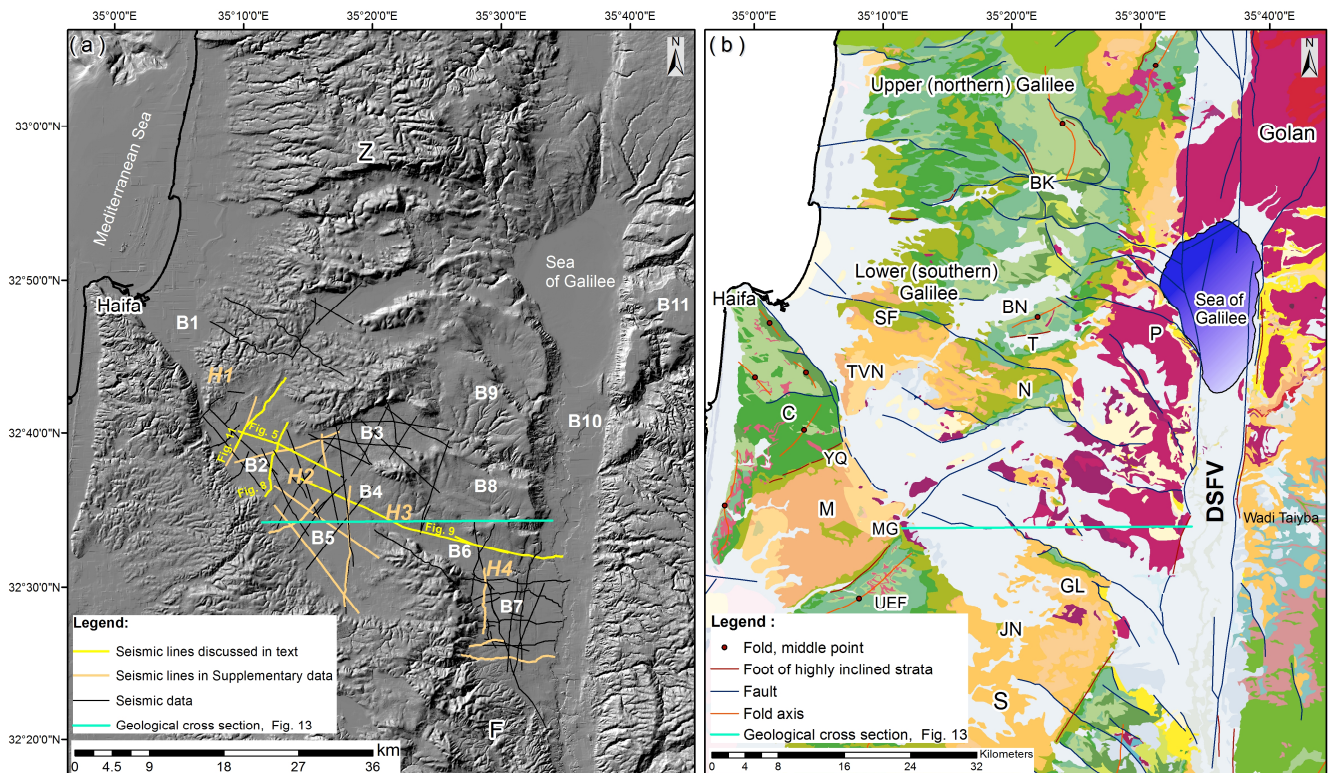 35°0'0"
35°10'0"
35°20'0"
35°30'0"
35°40'0"
(a)
N
Mediterranean Sea
33°0'0"N
Z
32°50'0"N
Sea
of Galilee
Haifa
B1
B11
H1
B9
B10
32°40'0"N
Fig. 11
Fig. 5
B3
B2
H2
Fig. 8
B4
B8
H3
Fig. 9
B5
B6
32°30'0"N
H4
B7
Legend:
Seismic lines discussed in text
Seismic lines in Supplementary data
Seismic data
Geological cross section, Fig. 13
F
32°20'0"N
km
0 4.5 9 18 27 36
35°0'0"
35°10'0"
35°20'0"
35°30'0"
35°40'0"
(b)
N
Upper (northern) Galilee
Golan
BK
Lower (southern)
Galilee
Haifa
SF
BN
Sea of
Galilee
T
P
TVN
N
C
YQ
DSFV
M
MG
Wadi Taiyba
GL
UEF
JN
S
Legend :
Fold, middle point
Foot of highly inclined strata
Fault
Fold axis
Geological cross section, Fig. 13
Kilometers
0 4 8 16 24 32